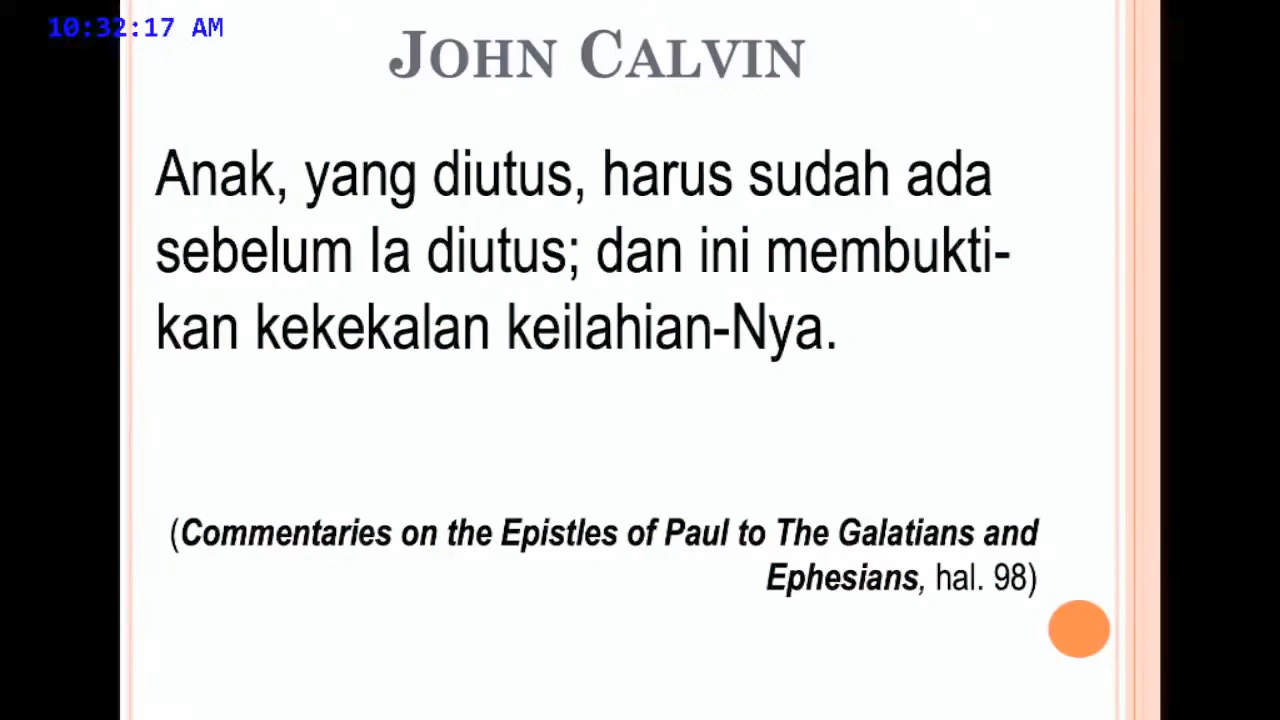 10:32:17 AM
JOHN CALVIN
Anak, yang diutus, harus sudah ada
sebelum Ia diutus; dan ini membukti-
kan kekekalan keilahian-Nya.
(Commentaries on the Epistles of Paul to The Galatians and
Ephesians, hal. 98)